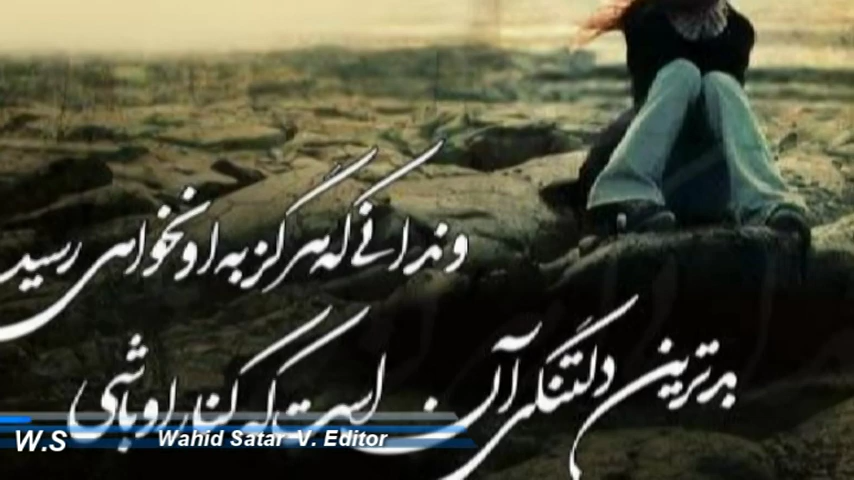 وندانی که هرگز به او نخواهی رسید
بدترین دلتنگی آن است که کنار او باشی
W.S
Wahid Satar V. Editor